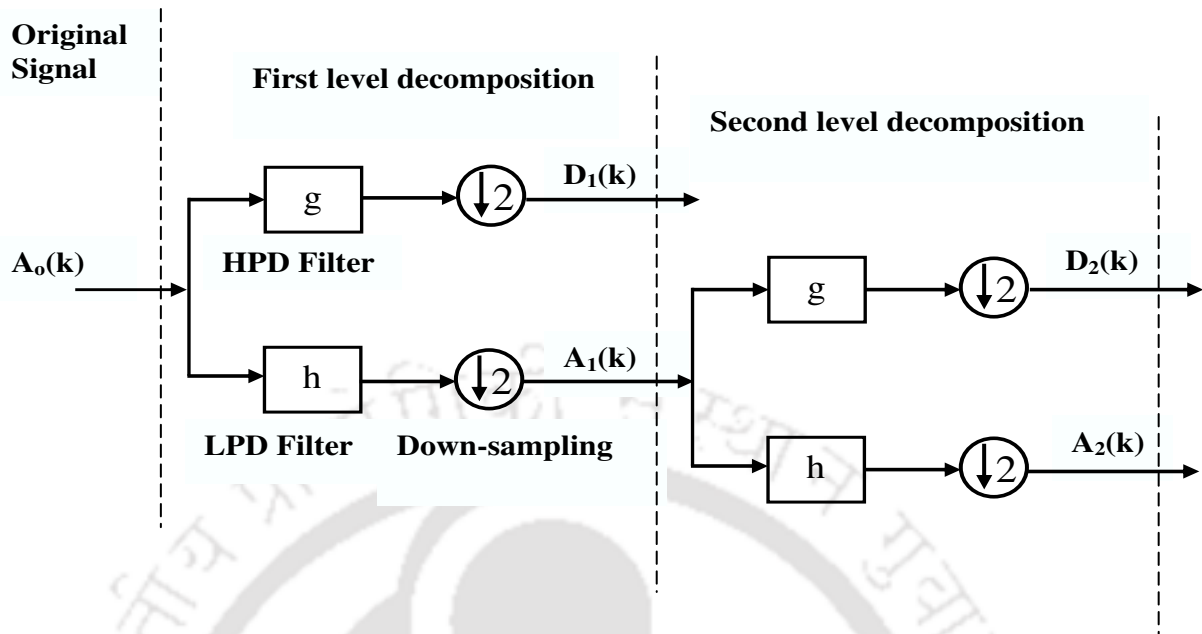 Original
Signal
First level decomposition
Second level decomposition
g
↓2
D₁(k)
HPD Filter
A₀(k)
g
↓2
D₂(k)
h
↓2
A₁(k)
LPD Filter
Down-sampling
h
↓2
A₂(k)